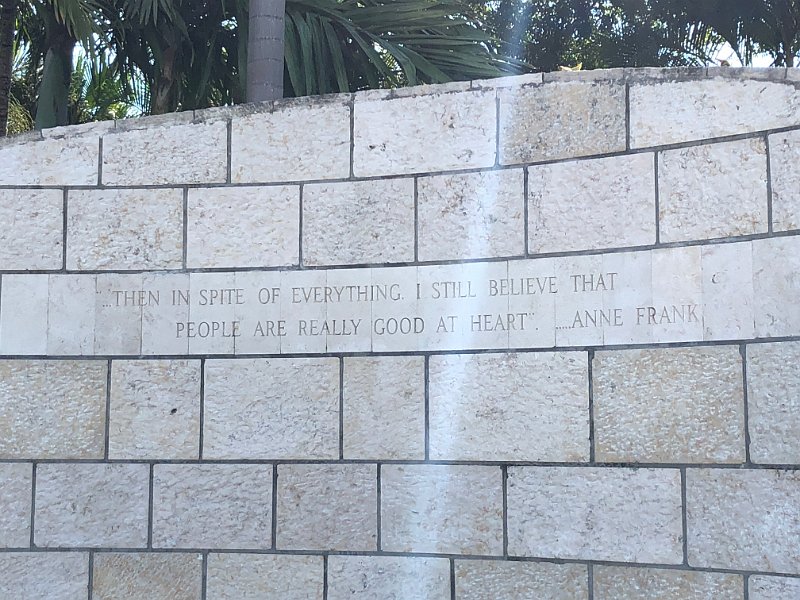 "...THEN IN SPITE OF EVERYTHING. I STILL BELIEVE THAT
PEOPLE ARE REALLY GOOD AT HEART". .....ANNE FRANK